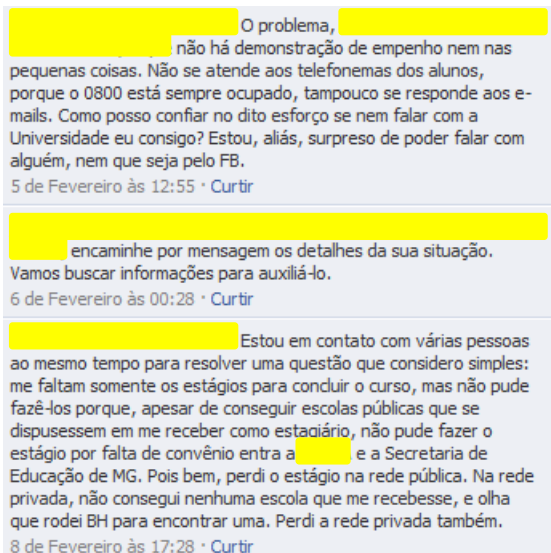 O problema,
não há demonstração de empenho nem nas
pequenas coisas. Não se atende aos telefonemas dos alunos,
porque o 0800 está sempre ocupado, tampouco se responde aos e-
mails. Como posso confiar no dito esforço se nem falar com a
Universidade eu consigo? Estou, aliás, surpreso de poder falar com
alguém, nem que seja pelo FB.
5 de Fevereiro às 12:55 · Curtir
encaminhe por mensagem os detalhes da sua situação.
Vamos buscar informações para auxiliá-lo.
6 de Fevereiro às 00:28 · Curtir
Estou em contato com várias pessoas
ao mesmo tempo para resolver uma questão que considero simples:
me faltam somente os estágios para concluir o curso, mas não pude
fazê-los porque, apesar de conseguir escolas públicas que se
dispusessem em me receber como estagiário, não pude fazer o
estágio por falta de convênio entra a e a Secretaria de
Educação de MG. Pois bem, perdi o estágio na rede pública. Na rede
privada, não consegui nenhuma escola que me recebesse, e olha
que rodei BH para encontrar uma. Perdi a rede privada também.
8 de Fevereiro às 17:28 · Curtir